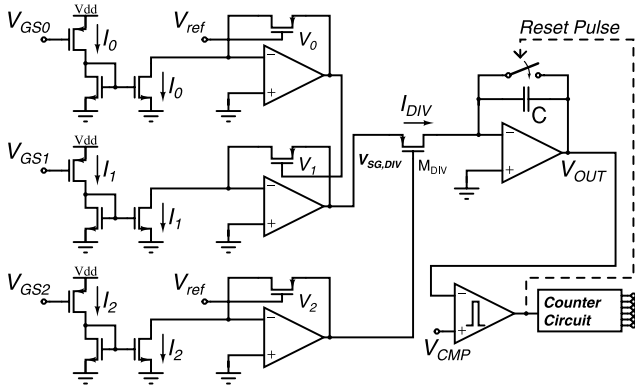 Vdd
V_GS0
I_0
I_0
V_ref
V_0
−
+
Reset Pulse
Vdd
V_GS1
I_1
I_1
V_1
−
+
I_DIV
V_SG,DIV
M_DIV
C
−
+
V_OUT
Vdd
V_GS2
I_2
I_2
V_ref
V_2
−
+
−
+
V_CMP
Counter
Circuit